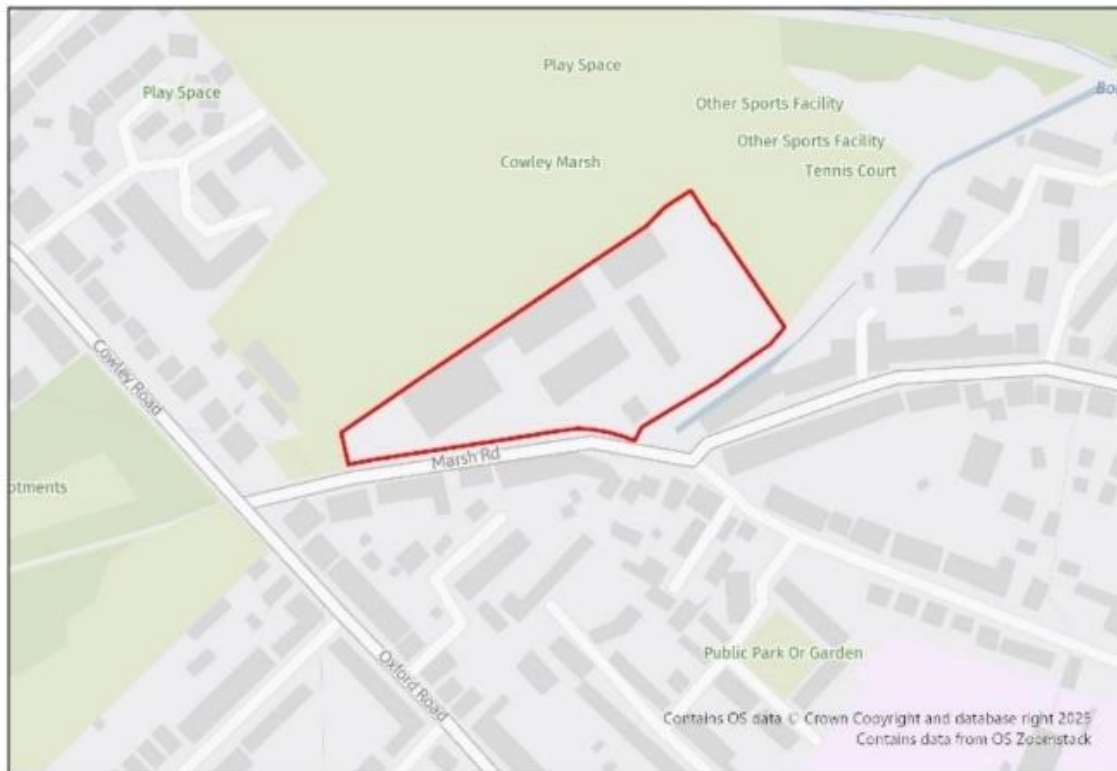 Play Space
Play Space
Other Sports Facility
Other Sports Facility
Cowley Marsh
Tennis Court
Cowley Road
Marsh Rd
Oxford Road
Public Park Or Garden
Contains OS data © Crown Copyright and database right 2025
Contains data from OS Zoomstack